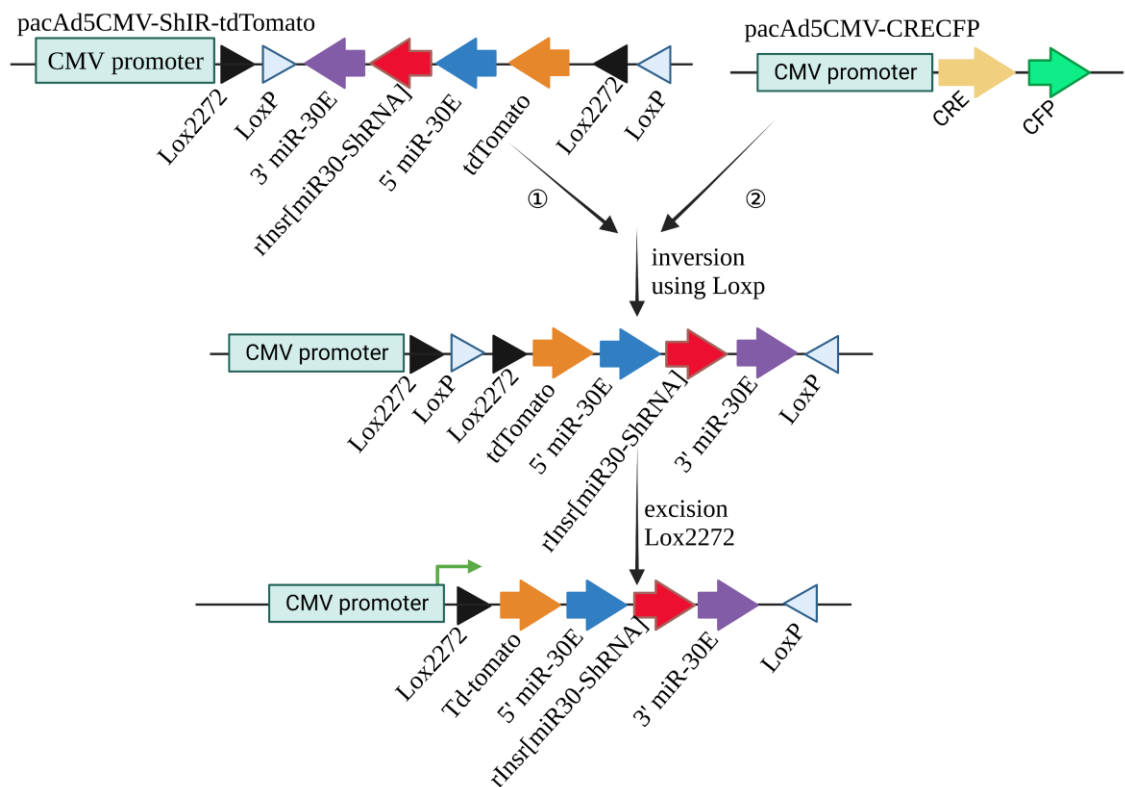 pacAd5CMV-ShIR-tdTomato
pacAd5CMV-CRECFP
CMV promoter
Lox2272
LoxP
3' miR-30E
rInsr[miR30-ShRNA]
5' miR-30E
tdTomato
Lox2272
LoxP
CMV promoter
CRE
CFP
①
②
inversion
using Loxp
CMV promoter
Lox2272
LoxP
Lox2272
tdTomato
5' miR-30E
rInsr[miR30-ShRNA]
3' miR-30E
LoxP
excision
Lox2272
CMV promoter
Lox2272
Td-tomato
5' miR-30E
rInsr[miR30-ShRNA]
3' miR-30E
LoxP